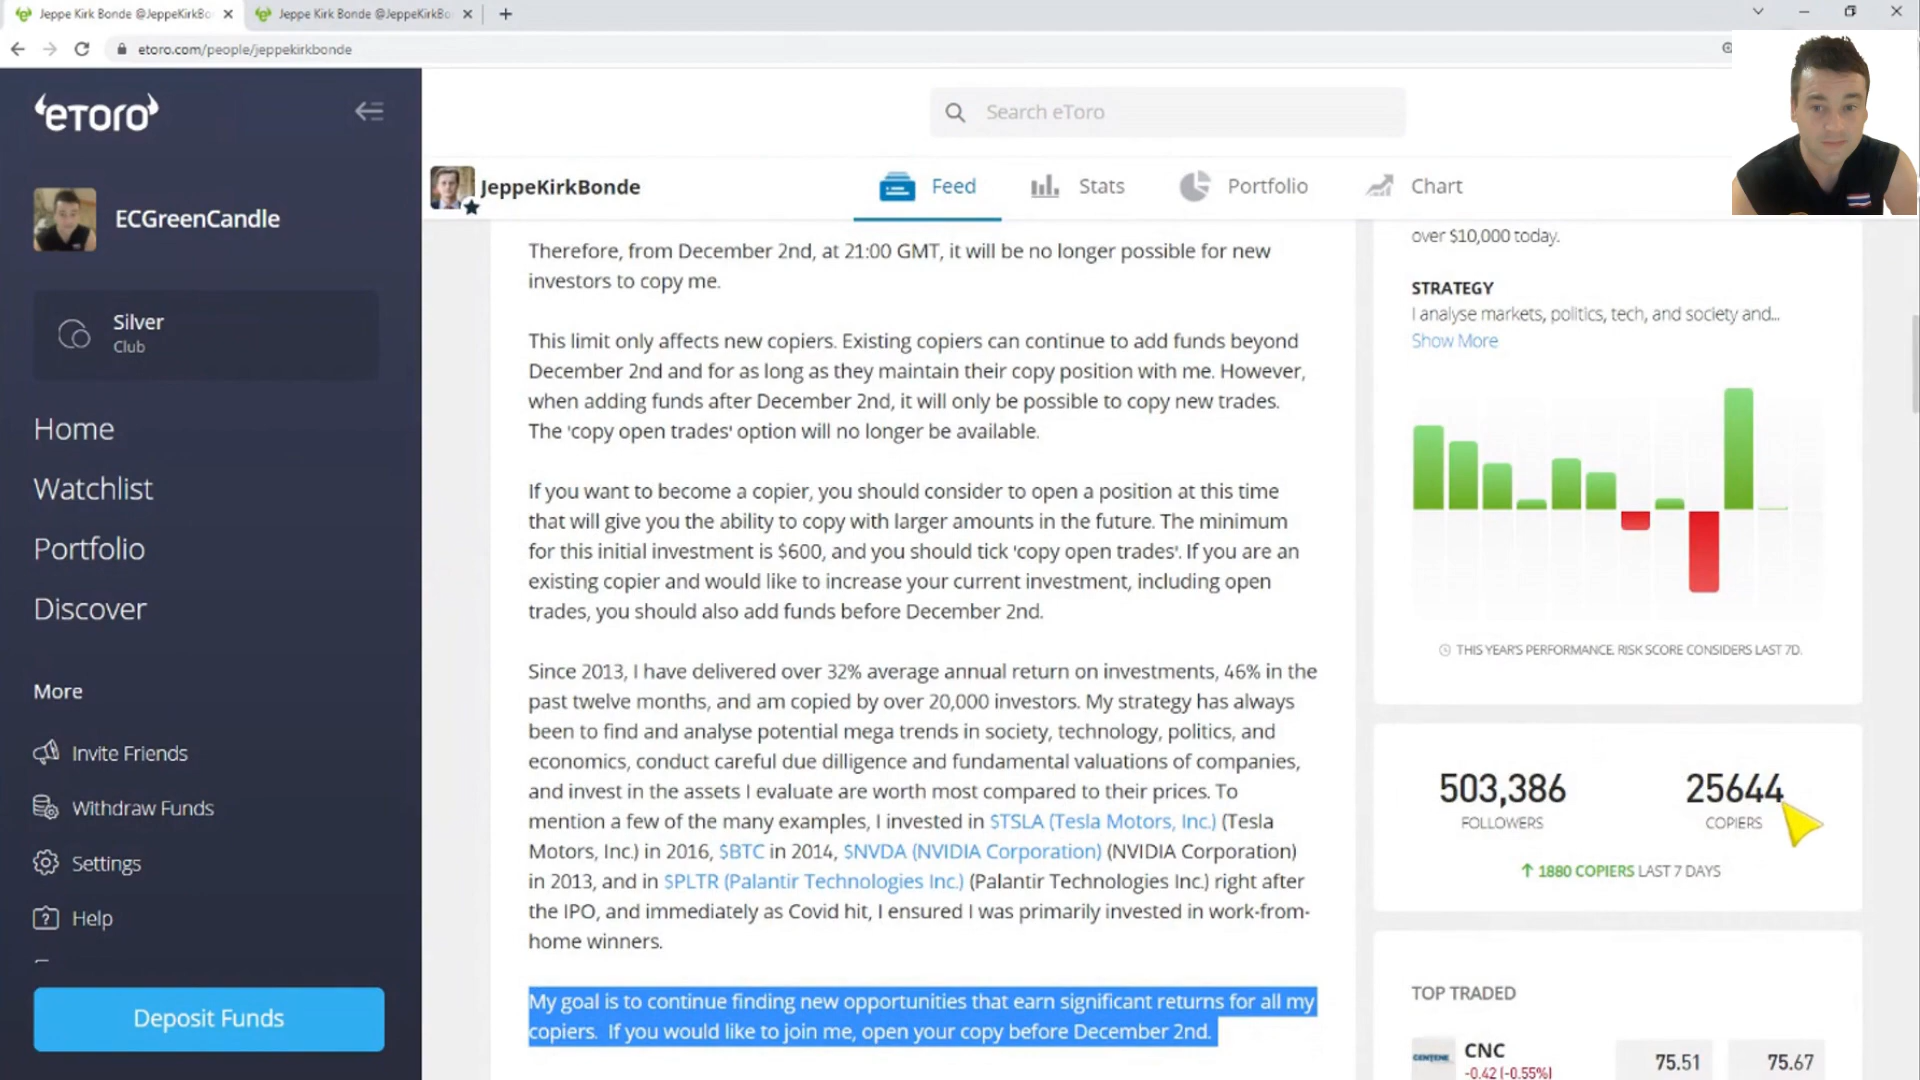 Jeppe Kirk Bonde @JeppeKirkBo
Jeppe Kirk Bonde @JeppeKirkBo
etoro.com/people/jeppekirkbonde
eToro
Search eToro
ECGreenCandle
Silver
Club
Home
Watchlist
Portfolio
Discover
More
Invite Friends
Withdraw Funds
Settings
Help
Deposit Funds
JeppeKirkBonde
Feed
Stats
Portfolio
Chart
Therefore, from December 2nd, at 21:00 GMT, it will be no longer possible for new
investors to copy me.
This limit only affects new copiers. Existing copiers can continue to add funds beyond
December 2nd and for as long as they maintain their copy position with me. However,
when adding funds after December 2nd, it will only be possible to copy new trades.
The 'copy open trades' option will no longer be available.
If you want to become a copier, you should consider to open a position at this time
that will give you the ability to copy with larger amounts in the future. The minimum
for this initial investment is $600, and you should tick 'copy open trades'. If you are an
existing copier and would like to increase your current investment, including open
trades, you should also add funds before December 2nd.
Since 2013, I have delivered over 32% average annual return on investments, 46% in the
past twelve months, and am copied by over 20,000 investors. My strategy has always
been to find and analyse potential mega trends in society, technology, politics, and
economics, conduct careful due dilligence and fundamental valuations of companies,
and invest in the assets I evaluate are worth most compared to their prices. To
mention a few of the many examples, I invested in $TSLA (Tesla Motors, Inc.) (Tesla
Motors, Inc.) in 2016, $BTC in 2014, $NVDA (NVIDIA Corporation) (NVIDIA Corporation)
in 2013, and in $PLTR (Palantir Technologies Inc.) (Palantir Technologies Inc.) right after
the IPO, and immediately as Covid hit, I ensured I was primarily invested in work-from-
home winners.
My goal is to continue finding new opportunities that earn significant returns for all my
copiers. If you would like to join me, open your copy before December 2nd.
over $10,000 today.
STRATEGY
I analyse markets, politics, tech, and society and...
Show More
THIS YEAR'S PERFORMANCE. RISK SCORE CONSIDERS LAST 7D.
503,386
FOLLOWERS
25644
COPIERS
1880 COPIERS LAST 7 DAYS
TOP TRADED
CENTENE
CNC
-0.42 (-0.55%)
75.51
75.67